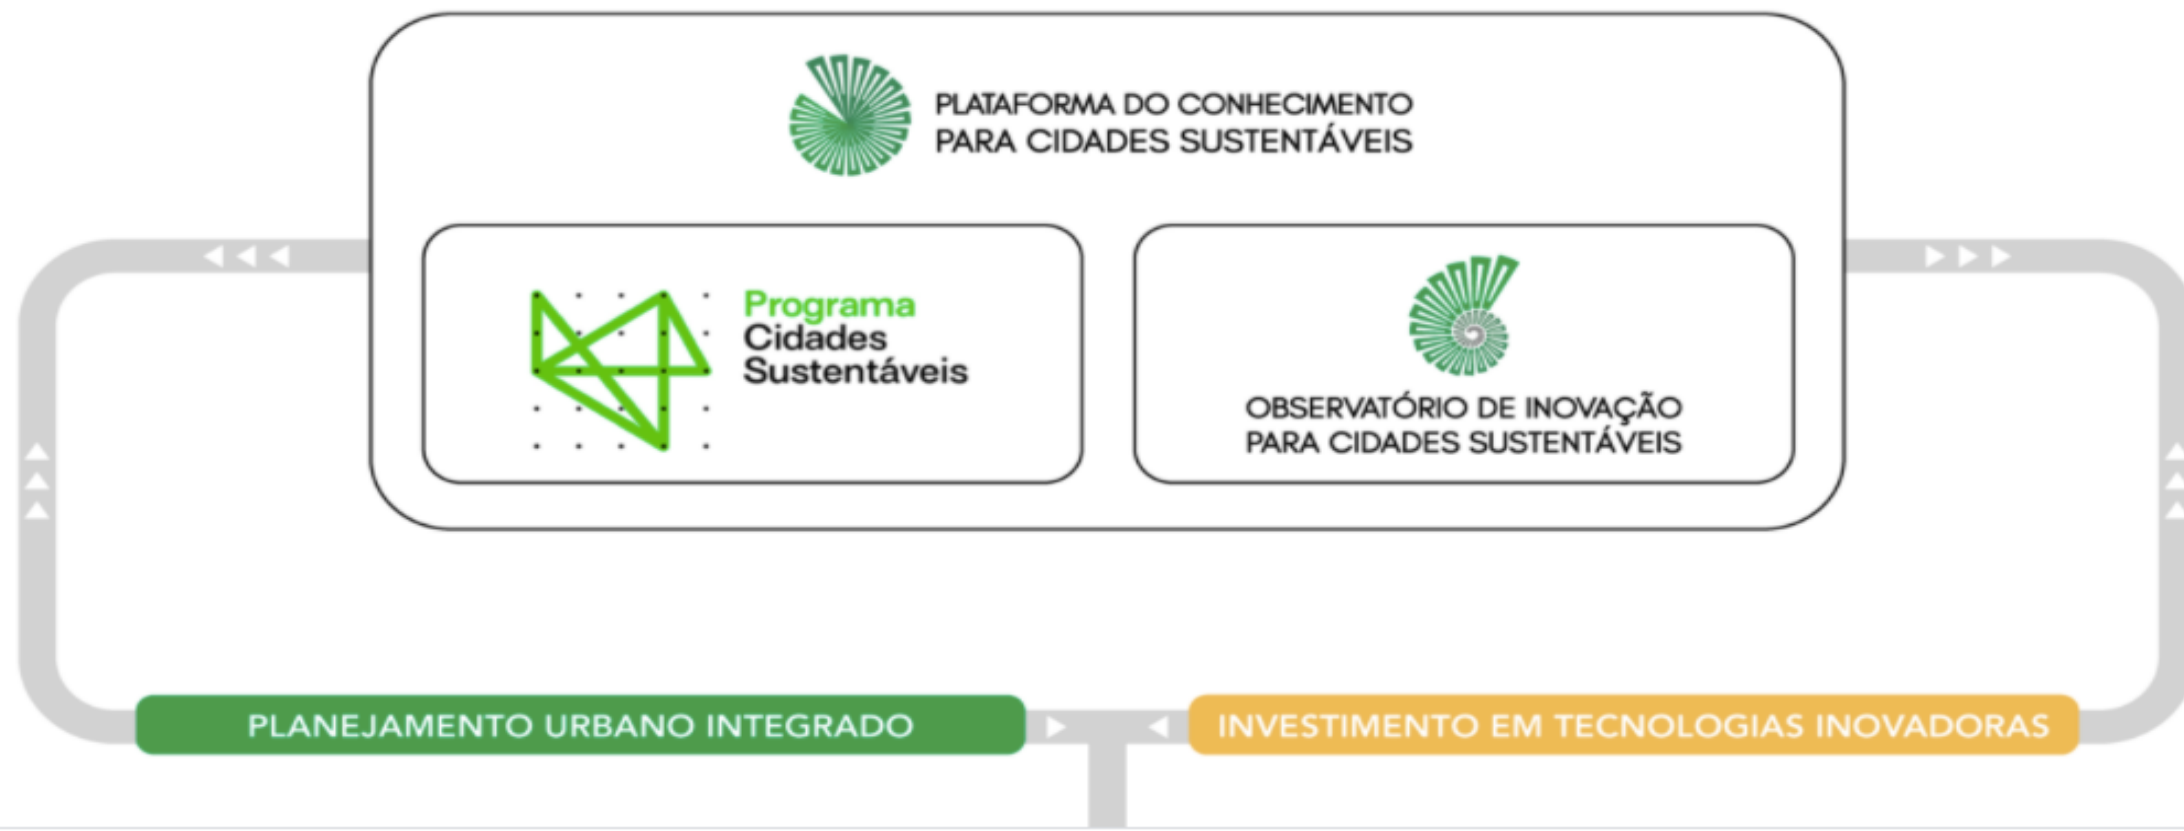 PLATAFORMA DO CONHECIMENTO
PARA CIDADES SUSTENTÁVEIS
Programa
Cidades
Sustentáveis
OBSERVATÓRIO DE INOVAÇÃO
PARA CIDADES SUSTENTÁVEIS
PLANEJAMENTO URBANO INTEGRADO
INVESTIMENTO EM TECNOLOGIAS INOVADORAS